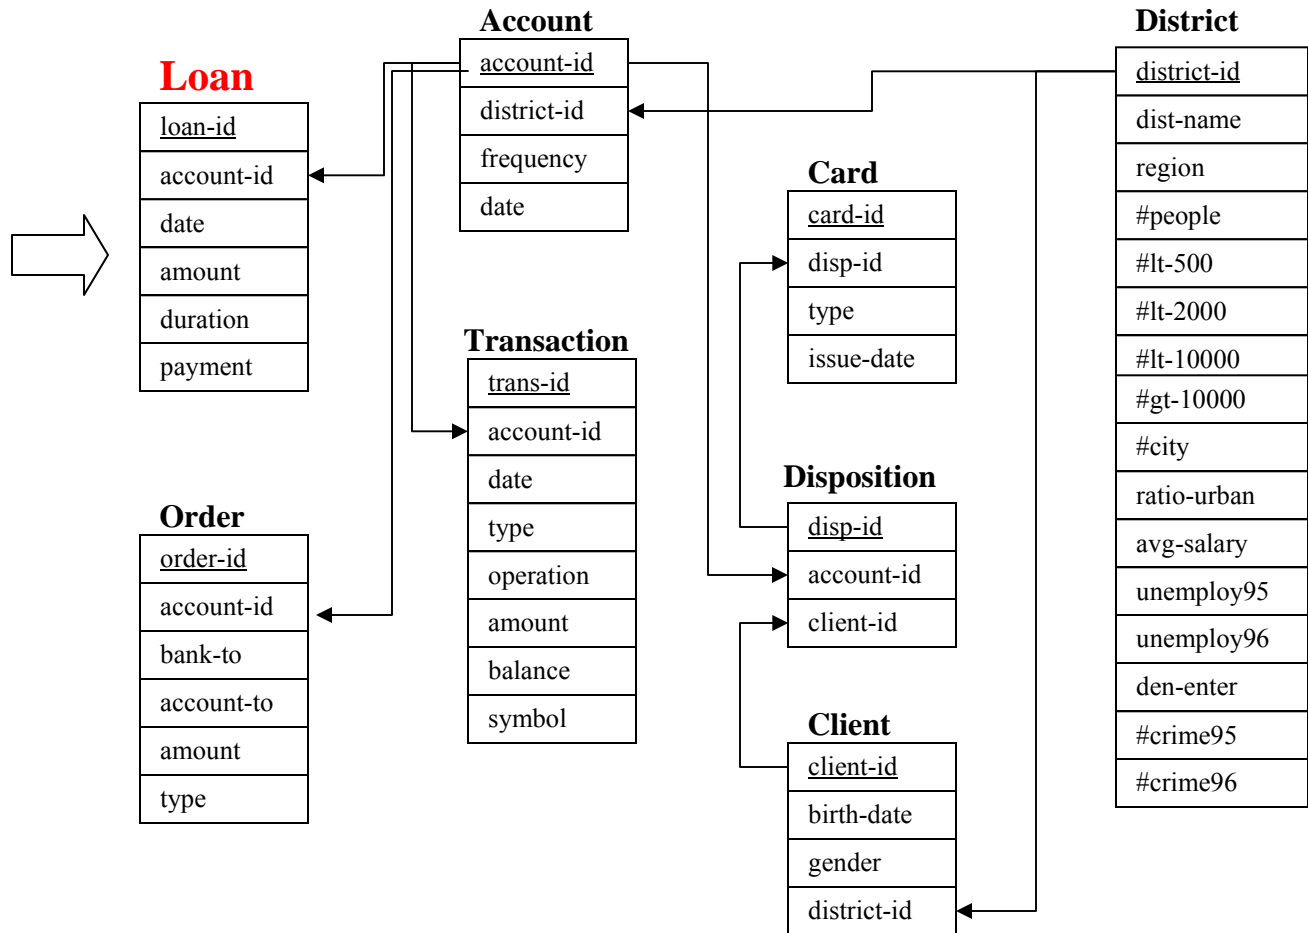 Loan
loan-id
account-id
date
amount
duration
payment
Order
order-id
account-id
bank-to
account-to
amount
type
Account
account-id
district-id
frequency
date
Transaction
trans-id
account-id
date
type
operation
amount
balance
symbol
Card
card-id
disp-id
type
issue-date
Disposition
disp-id
account-id
client-id
Client
client-id
birth-date
gender
district-id
District
district-id
dist-name
region
#people
#lt-500
#lt-2000
#lt-10000
#gt-10000
#city
ratio-urban
avg-salary
unemploy95
unemploy96
den-enter
#crime95
#crime96